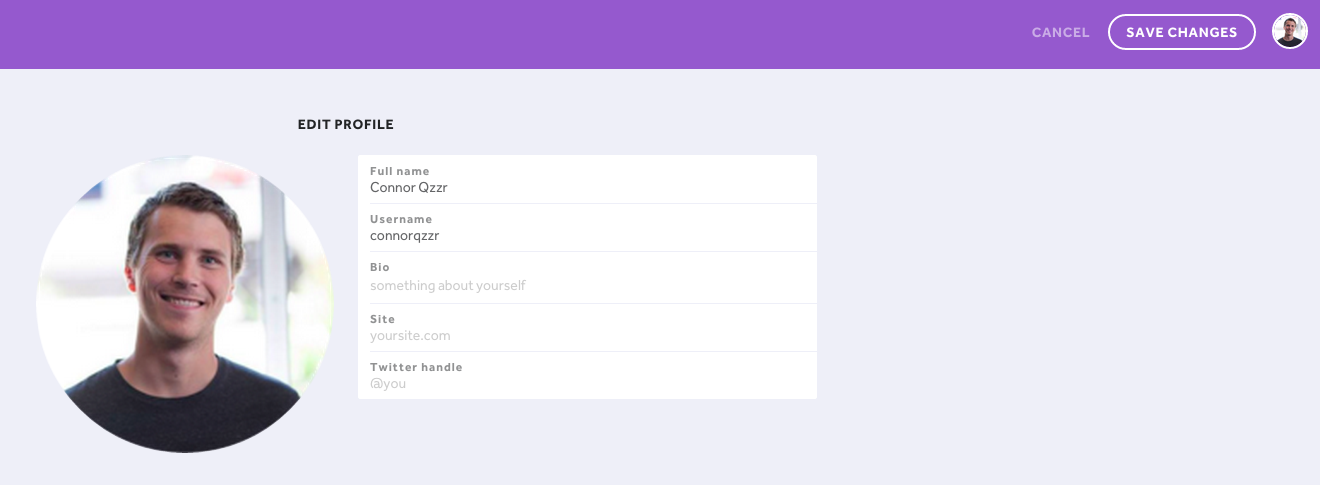 CANCEL SAVE CHANGES
EDIT PROFILE
Full name
Connor Qzzr
Username
connorqzzr
Bio
something about yourself
Site
yoursite.com
Twitter handle
@you